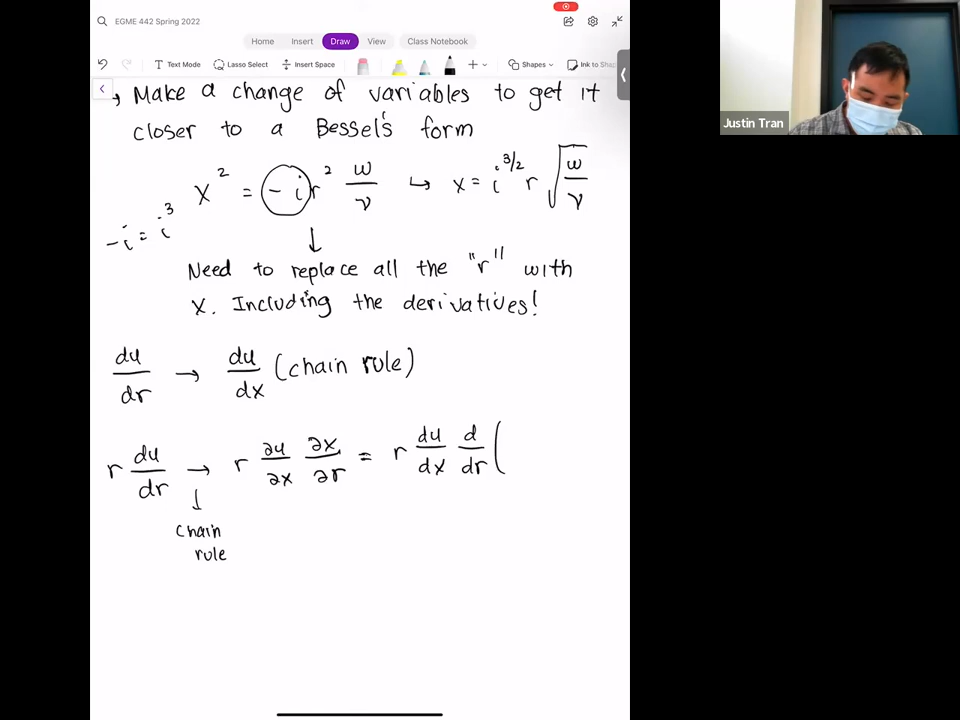 EGME 442 Spring 2022
Home Insert Draw View Class Notebook
Text Mode Lasso Select Insert Space Shapes Ink to Shap
→ Make a change of variables to get it
closer to a Bessel's form
x² = -i r² ω/ν ↳ x = i^(3/2) r √(ω/ν)
-i = i³
↓
Need to replace all the "r" with
x. Including the derivatives!
du/dr → du/dx (chain rule)
r du/dr → r ∂u/∂x ∂x/∂r = r du/dx d/dr (
↓
chain
rule
Justin Tran